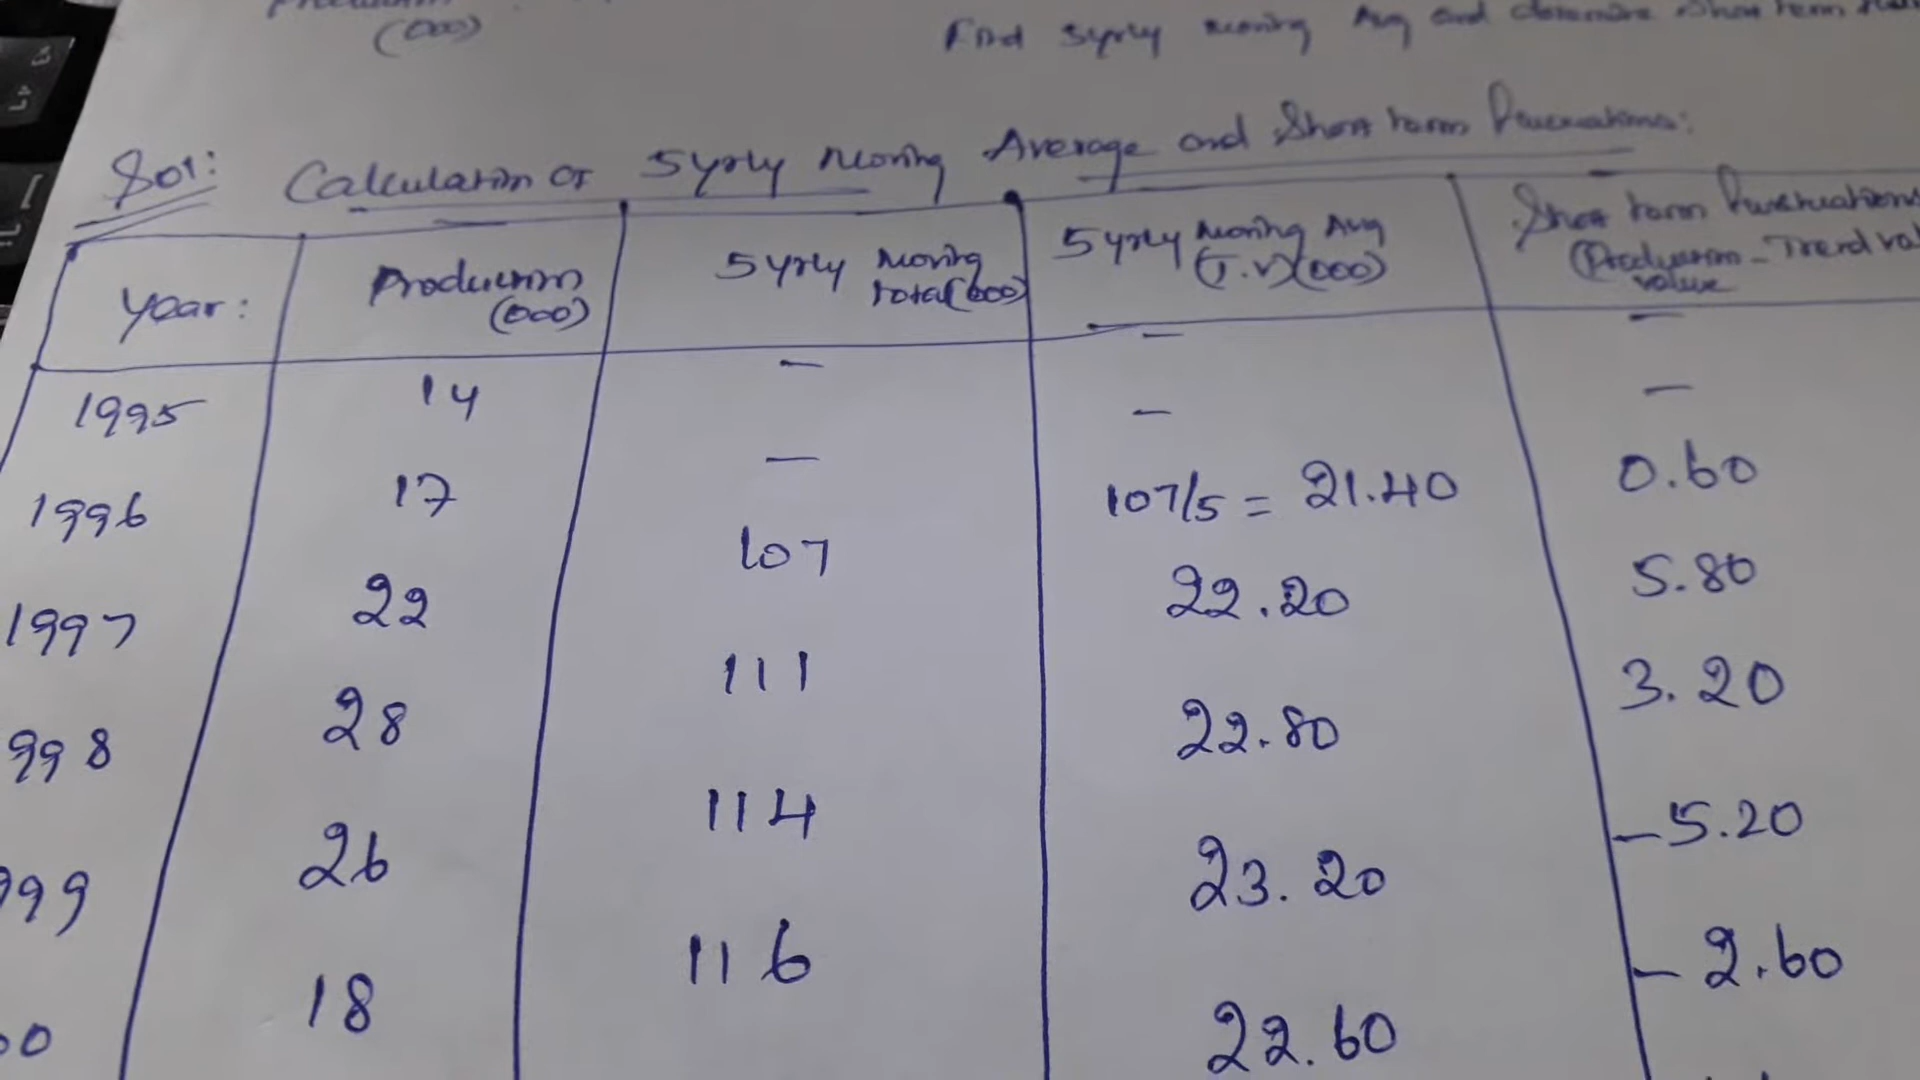 (000)
Find 5yrly moving Avg and determine short term
Sol: Calculation of 5yrly Moving Average and Short term fluctuations:
Year: Production (000) 5yrly moving total(000) 5yrly moving Avg (T.V)(000) Short term fluctuations (Production - Trend value
1995 14 - - -
1996 17 - - -
1997 22 107 107/5 = 21.40 0.60
998 28 111 22.20 5.80
999 26 114 22.80 3.20
00 18 116 23.20 -5.20
22.60 -2.60